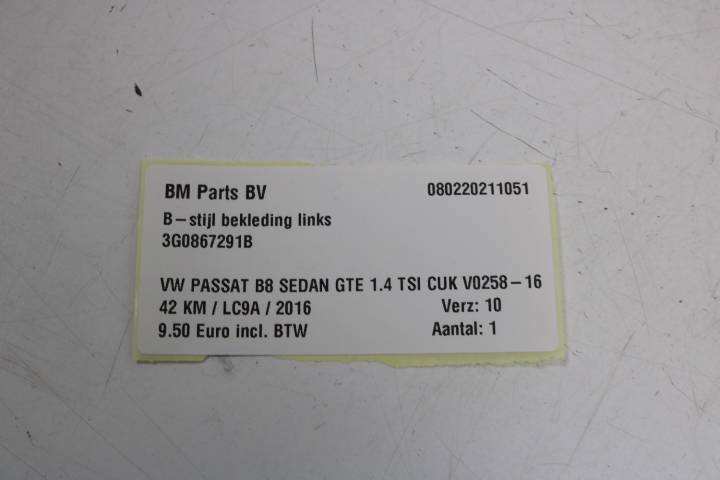 BM Parts BV 080220211051
B-stijl bekleding links
3G0867291B
VW PASSAT B8 SEDAN GTE 1.4 TSI CUK V0258-16
42 KM / LC9A / 2016 Verz: 10
9.50 Euro incl. BTW Aantal: 1